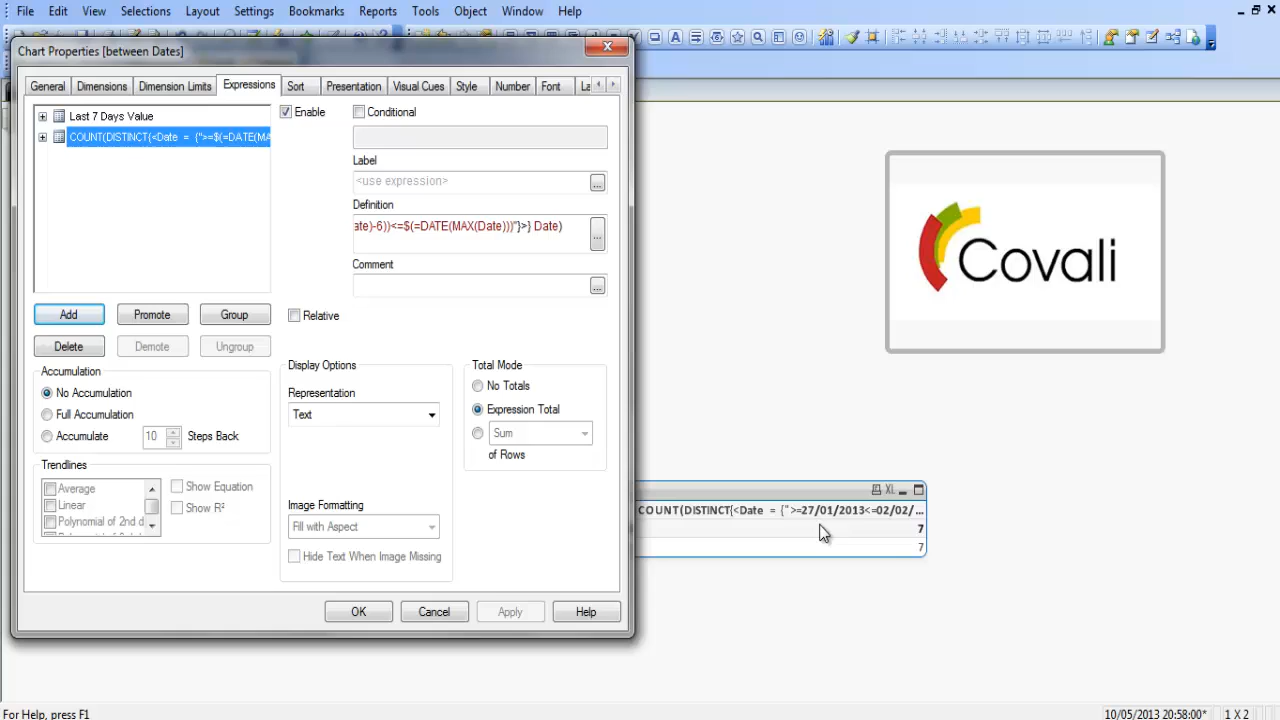 File Edit View Selections Layout Settings Bookmarks Reports Tools Object Window Help
Chart Properties [between Dates]
General Dimensions Dimension Limits Expressions Sort Presentation Visual Cues Style Number Font La
Last 7 Days Value
COUNT(DISTINCT{<Date = {">=$(=DATE(MA
Enable
Conditional
Label
<use expression>
...
Definition
ate)-6))<=$(=DATE(MAX(Date)))"}>} Date)
...
Comment
...
Add Promote Group
Delete Demote Ungroup
Relative
Accumulation
No Accumulation
Full Accumulation
Accumulate 10 Steps Back
Trendlines
Average
Linear
Polynomial of 2nd d
Show Equation
Show R²
Display Options
Representation
Text
Image Formatting
Fill with Aspect
Hide Text When Image Missing
Total Mode
No Totals
Expression Total
Sum
of Rows
OK Cancel Apply Help
Covali
XL
COUNT(DISTINCT{<Date = {">=27/01/2013<=02/02/...
7
7
For Help, press F1
10/05/2013 20:58:00* 1 X 2